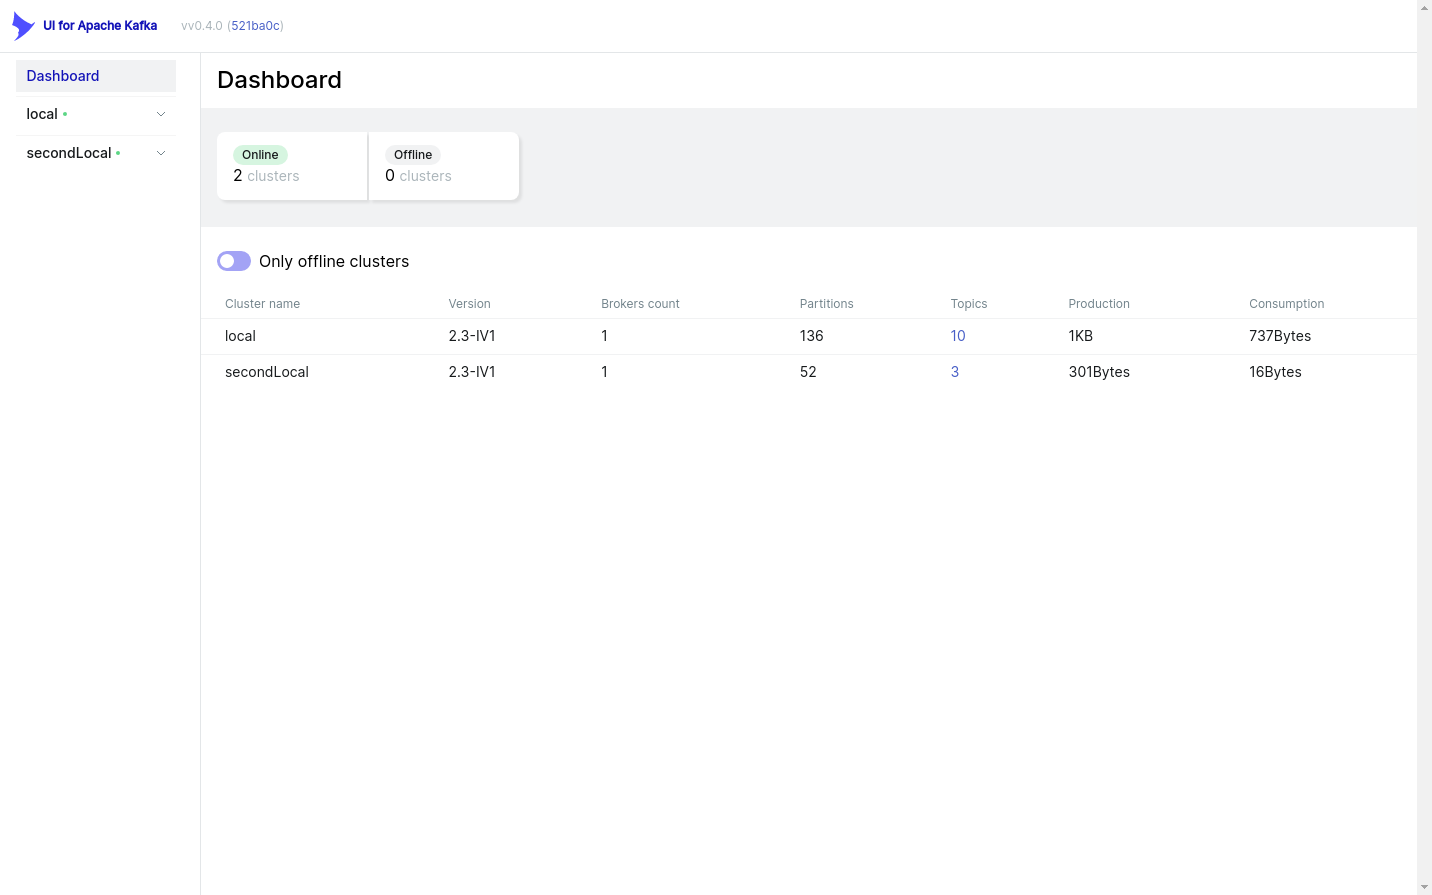 UI for Apache Kafka vv0.4.0 (521ba0c)
Dashboard
local
secondLocal
Dashboard
Online
2 clusters
Offline
0 clusters
Only offline clusters
Cluster name Version Brokers count Partitions Topics Production Consumption
local 2.3-IV1 1 136 10 1KB 737Bytes
secondLocal 2.3-IV1 1 52 3 301Bytes 16Bytes